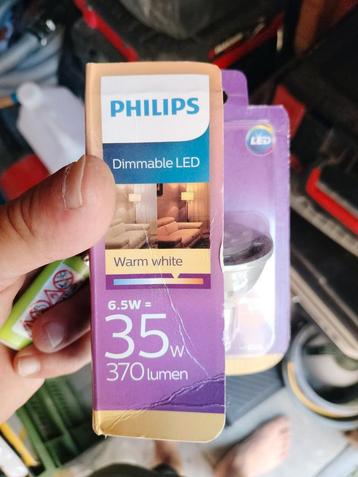 PHILIPS
Dimmable LED
Warm white
6.5W =
35W
370 lumen
LED